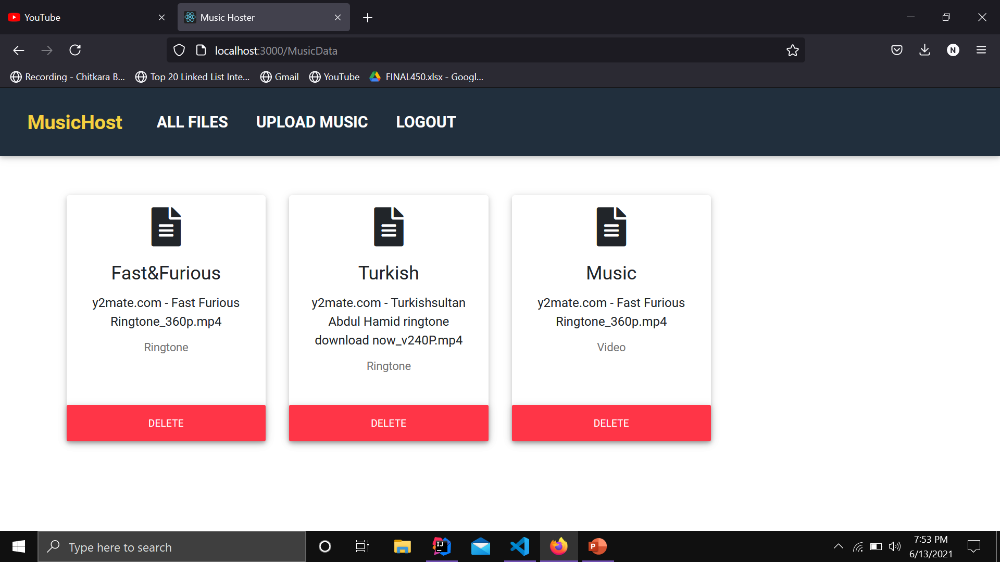 YouTube
Music Hoster
localhost:3000/MusicData
N
Recording - Chitkara B...
Top 20 Linked List Inte...
Gmail
YouTube
FINAL450.xlsx - Googl...
MusicHost
ALL FILES
UPLOAD MUSIC
LOGOUT
Fast&Furious
y2mate.com - Fast Furious
Ringtone_360p.mp4
Ringtone
DELETE
Turkish
y2mate.com - Turkishsultan
Abdul Hamid ringtone
download now_v240P.mp4
Ringtone
DELETE
Music
y2mate.com - Fast Furious
Ringtone_360p.mp4
Video
DELETE
Type here to search
IJ
P
7:53 PM
6/13/2021